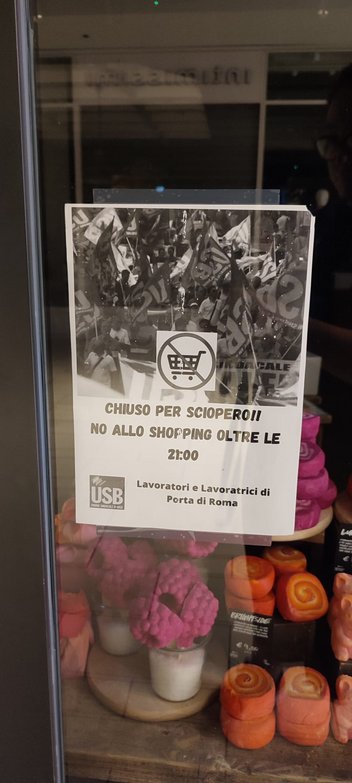 CHIUSO PER SCIOPERO!!
NO ALLO SHOPPING OLTRE LE
21:00
USB
Lavoratori e Lavoratrici di
Porta di Roma